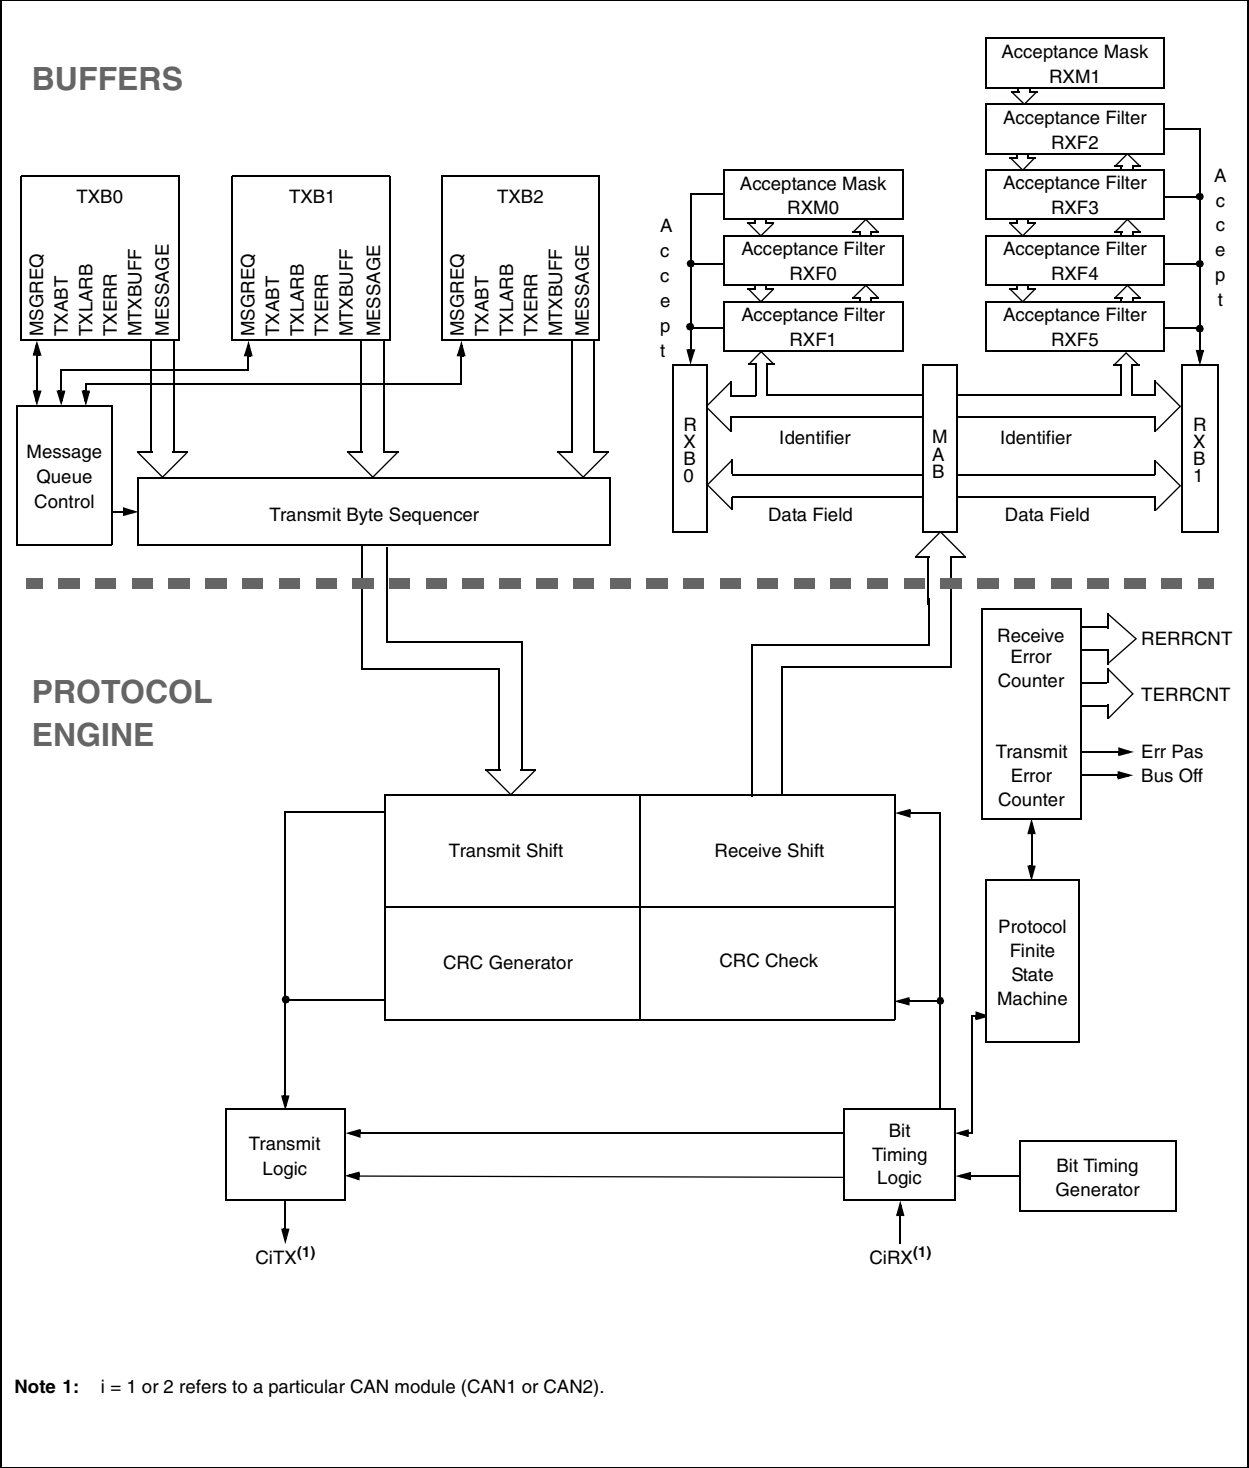 BUFFERS
Acceptance Mask
RXM1
Acceptance Filter
RXF2
Acceptance Filter
RXF3
Acceptance Filter
RXF4
Acceptance Filter
RXF5
Accept
Acceptance Mask
RXM0
Acceptance Filter
RXF0
Acceptance Filter
RXF1
Accept
TXB0
MSGREQ
TXABT
TXLARB
TXERR
MTXBUFF
MESSAGE
TXB1
MSGREQ
TXABT
TXLARB
TXERR
MTXBUFF
MESSAGE
TXB2
MSGREQ
TXABT
TXLARB
TXERR
MTXBUFF
MESSAGE
Message
Queue
Control
Transmit Byte Sequencer
RXB0
Identifier
Data Field
MAB
Identifier
Data Field
RXB1
PROTOCOL
ENGINE
Receive
Error
Counter
Transmit
Error
Counter
RERRCNT
TERRCNT
Err Pas
Bus Off
Transmit Shift
Receive Shift
CRC Generator
CRC Check
Protocol
Finite
State
Machine
Transmit
Logic
Bit
Timing
Logic
Bit Timing
Generator
CiTX(1)
CiRX(1)
Note 1: i = 1 or 2 refers to a particular CAN module (CAN1 or CAN2).